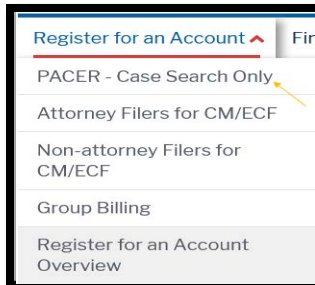 Register for an Account Fir
PACER - Case Search Only
Attorney Filers for CM/ECF
Non-attorney Filers for
CM/ECF
Group Billing
Register for an Account
Overview